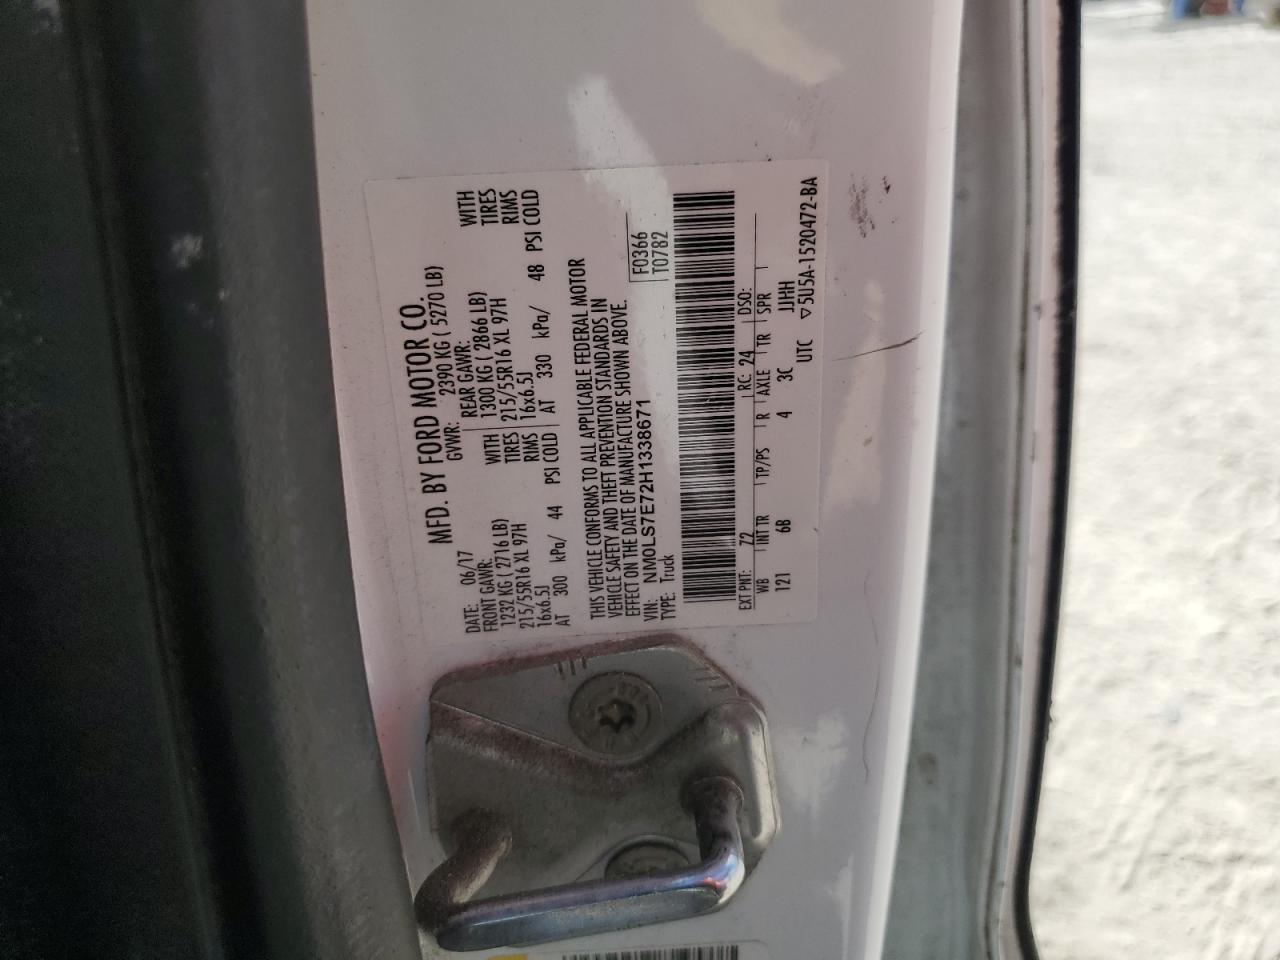 MFD. BY FORD MOTOR CO.
DATE: 06/17 GVWR: 2390 KG ( 5270 LB)
FRONT GAWR: REAR GAWR:
1232 KG ( 2716 LB) WITH 1300 KG ( 2866 LB) WITH
215/55R16 XL 97H TIRES 215/55R16 XL 97H TIRES
16x6.5J RIMS 16x6.5J RIMS
AT 300 kPa/ 44 PSI COLD AT 330 kPa/ 48 PSI COLD
THIS VEHICLE CONFORMS TO ALL APPLICABLE FEDERAL MOTOR
VEHICLE SAFETY AND THEFT PREVENTION STANDARDS IN
EFFECT ON THE DATE OF MANUFACTURE SHOWN ABOVE.
F0366
T0782
VIN: NM0LS7E72H1338671
TYPE: Truck
EXT PNT: 72 RC: 24 DSO:
WB INT TR TP/PS R AXLE TR SPR
121 6B 4 3C JJHH
UTC ▽5U5A-1520472-BA